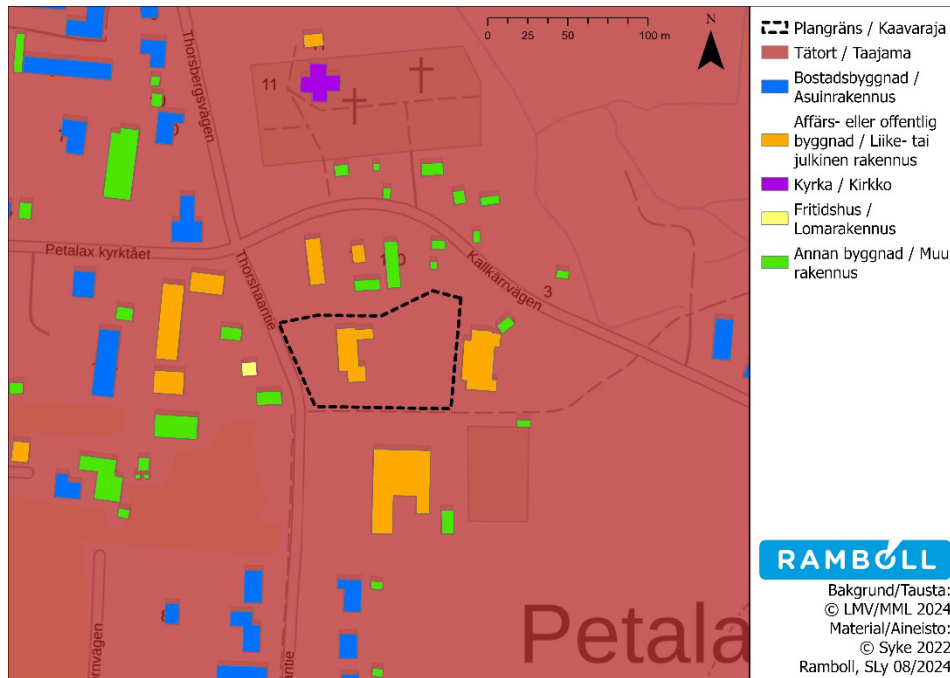 Thorsbergsvägen
11
0
25
50
100 m
N
Petalax kyrktået
Thorshaantie
Kallkärrvägen
3
8
Petala
Plangräns / Kaavaraja
Tätort / Taajama
Bostadsbyggnad /
Asuinrakennus
Affärs- eller offentlig
byggnad / Liike- tai
julkinen rakennus
Kyrka / Kirkko
Fritidshus /
Lomarakennus
Annan byggnad / Muu
rakennus
RAMBOLL
Bakgrund/Tausta:
© LMV/MML 2024
Material/Aineisto:
© Syke 2022
Ramboll, SLy 08/2024